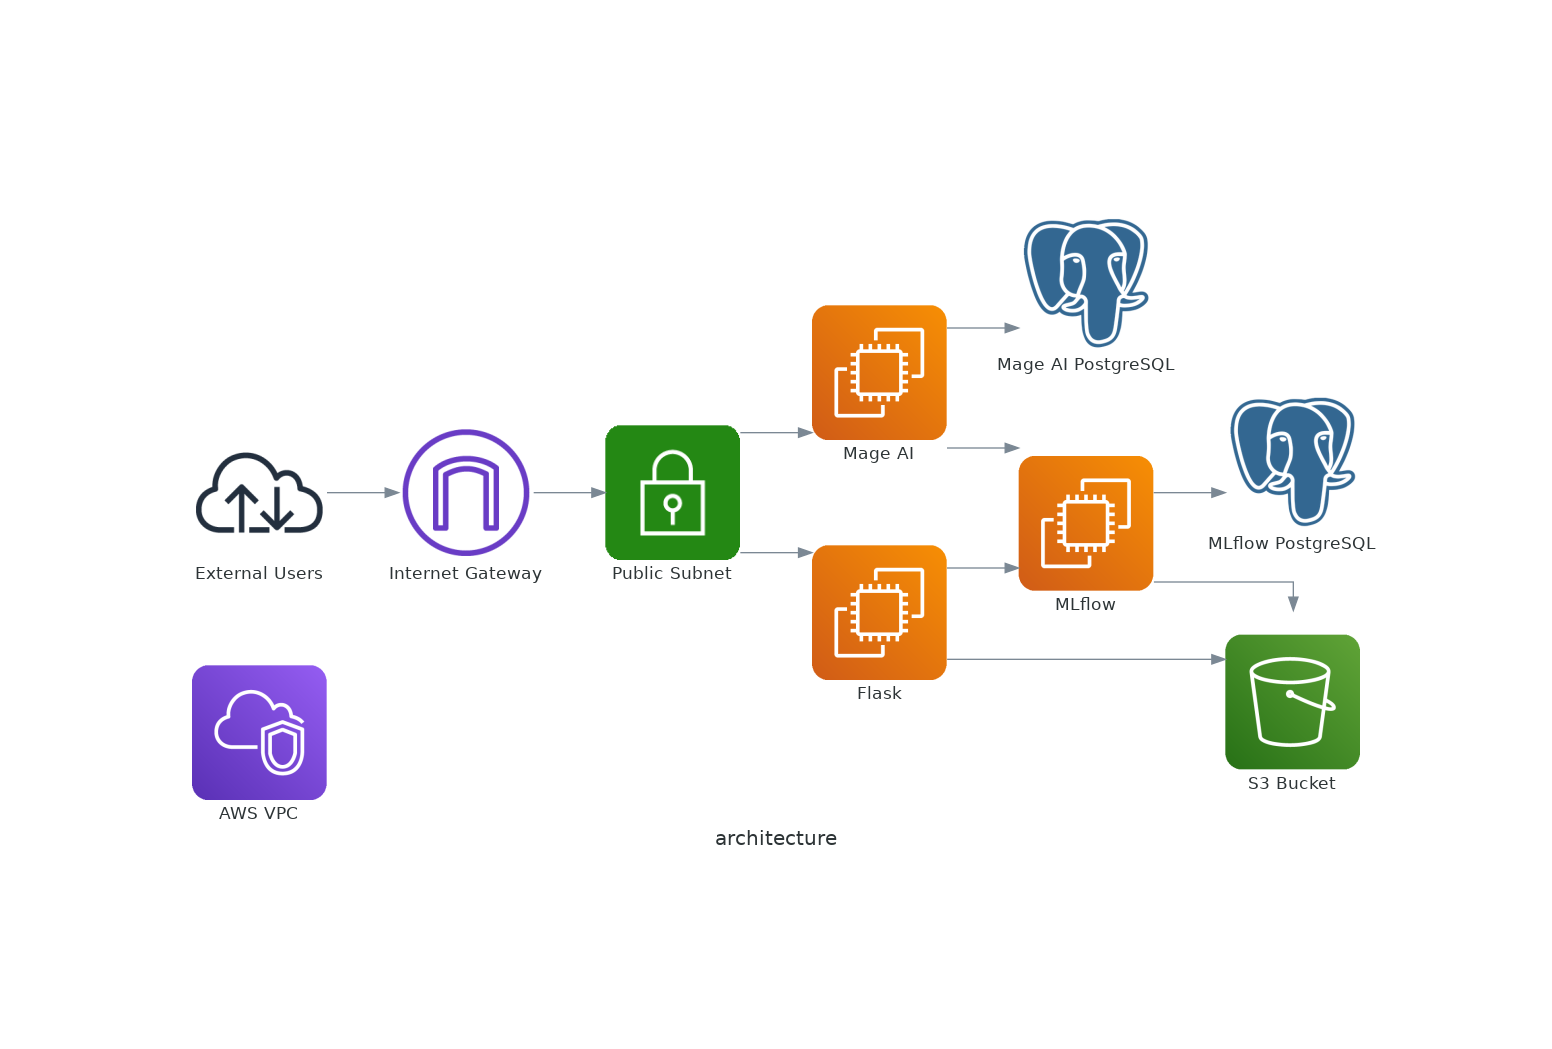 Mage AI PostgreSQL
Mage AI
MLflow PostgreSQL
External Users
Internet Gateway
Public Subnet
MLflow
Flask
S3 Bucket
AWS VPC
architecture